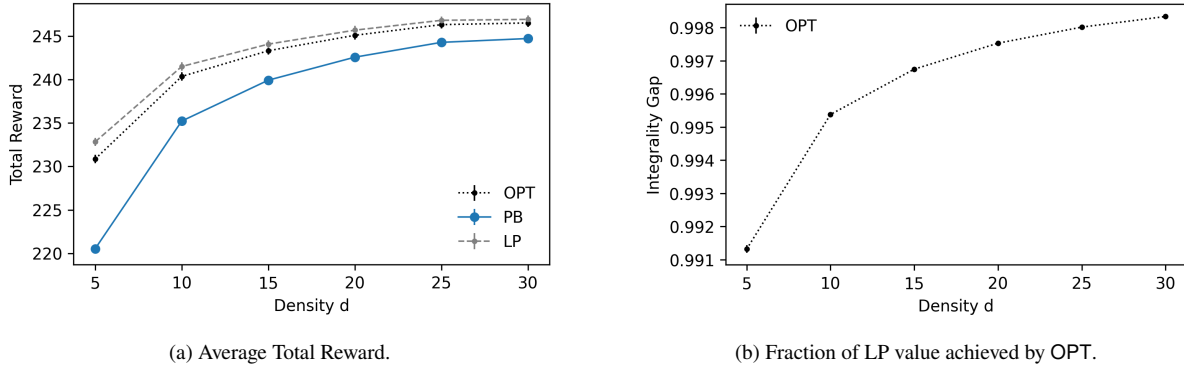 245
240
235
230
225
220
Total Reward
5 10 15 20 25 30
Density d
OPT
PB
LP
(a) Average Total Reward.
0.998
0.997
0.996
0.995
0.994
0.993
0.992
0.991
Integrality Gap
5 10 15 20 25 30
Density d
OPT
(b) Fraction of LP value achieved by OPT.